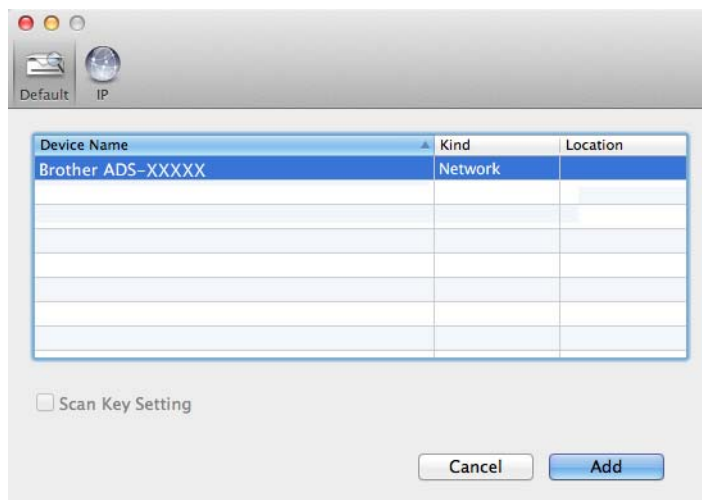 Default IP
Device Name Kind Location
Brother ADS-XXXXX Network
Scan Key Setting
Cancel Add